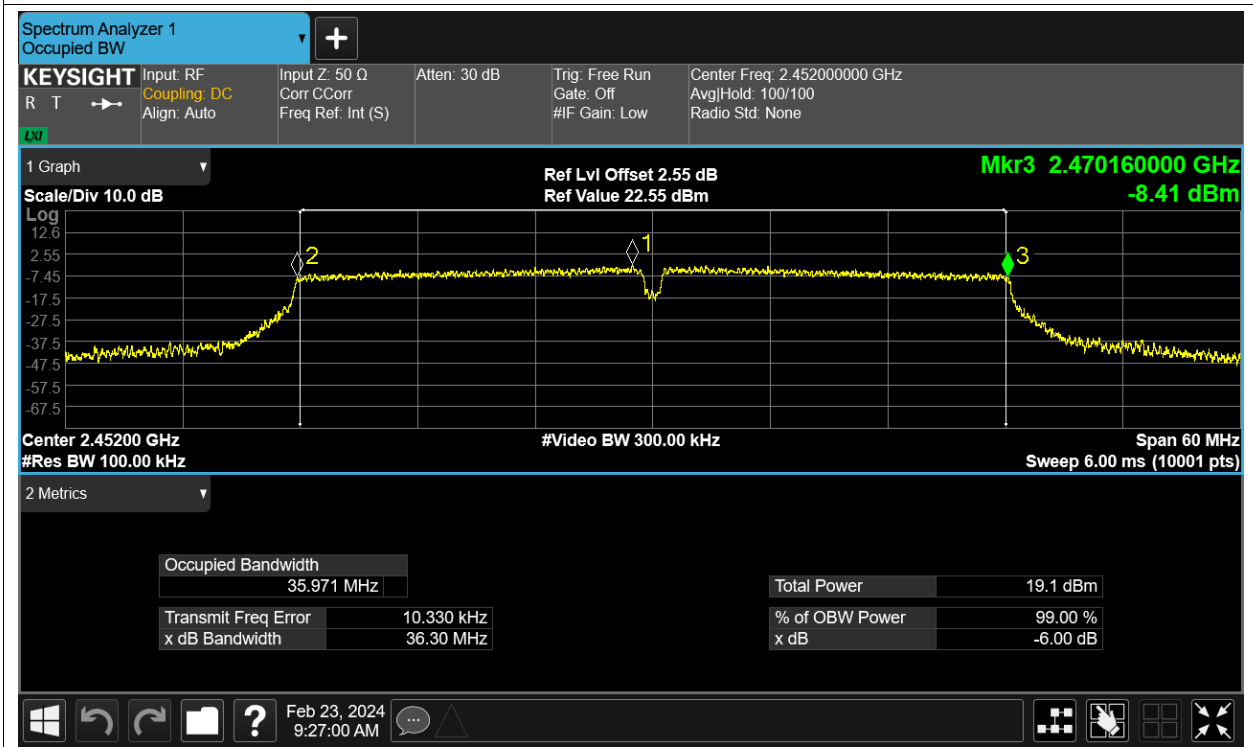 Spectrum Analyzer 1
Occupied BW
KEYSIGHT
R T
LXI
Input: RF
Coupling: DC
Align: Auto
Input Z: 50 Ω
Corr CCorr
Freq Ref: Int (S)
Atten: 30 dB
Trig: Free Run
Gate: Off
#IF Gain: Low
Center Freq: 2.452000000 GHz
Avg|Hold: 100/100
Radio Std: None
1 Graph
Scale/Div 10.0 dB
Ref Lvl Offset 2.55 dB
Ref Value 22.55 dBm
Mkr3 2.470160000 GHz
-8.41 dBm
Log
12.6
2.55
-7.45
-17.5
-27.5
-37.5
-47.5
-57.5
-67.5
2
1
3
Center 2.45200 GHz
#Video BW 300.00 kHz
Span 60 MHz
#Res BW 100.00 kHz
Sweep 6.00 ms (10001 pts)
2 Metrics
Occupied Bandwidth
35.971 MHz
Transmit Freq Error 10.330 kHz
x dB Bandwidth 36.30 MHz
Total Power 19.1 dBm
% of OBW Power 99.00 %
x dB -6.00 dB
?
Feb 23, 2024
9:27:00 AM